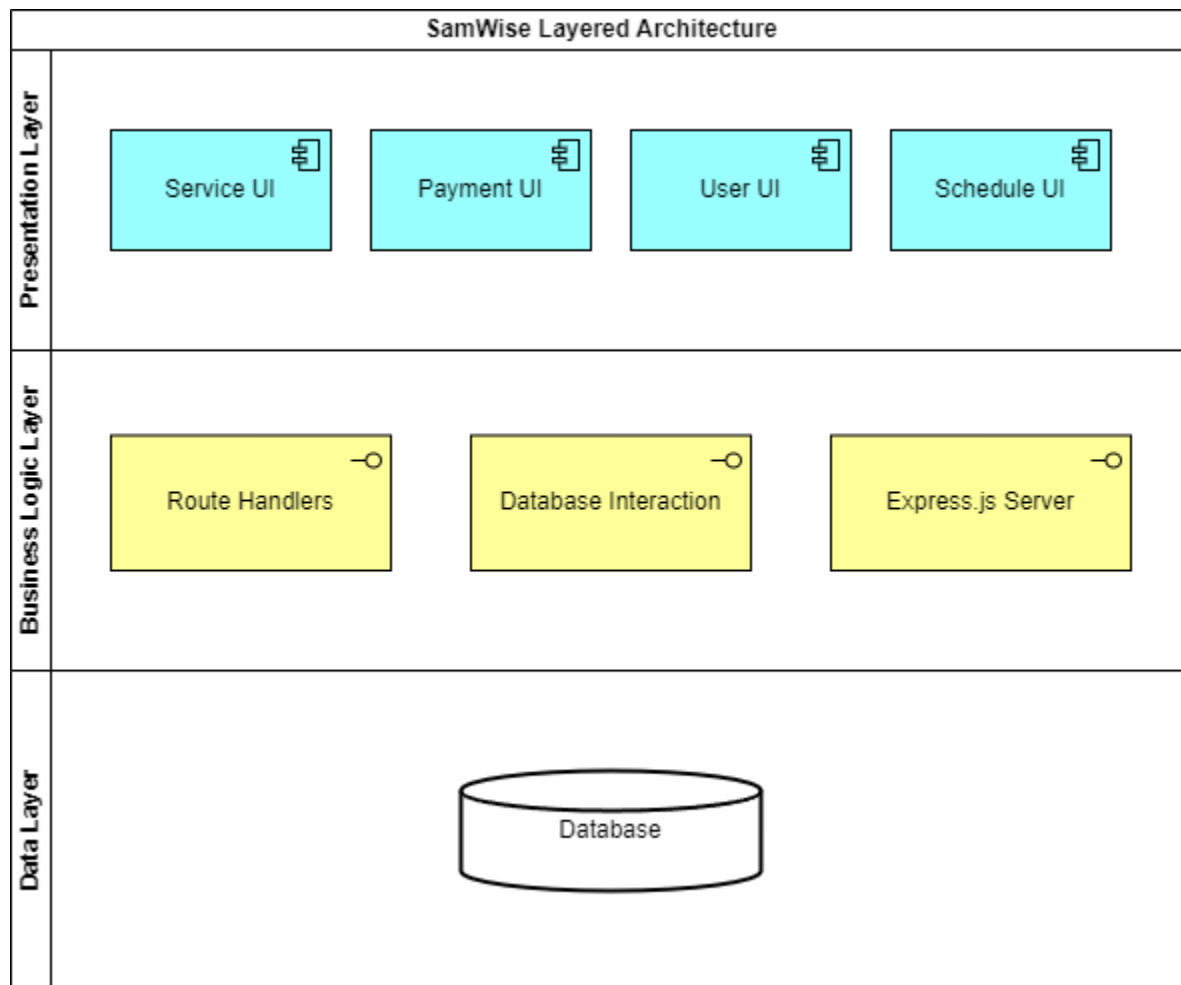 SamWise Layered Architecture
Presentation Layer
Service UI
Payment UI
User UI
Schedule UI
Business Logic Layer
Route Handlers
Database Interaction
Express.js Server
Data Layer
Database